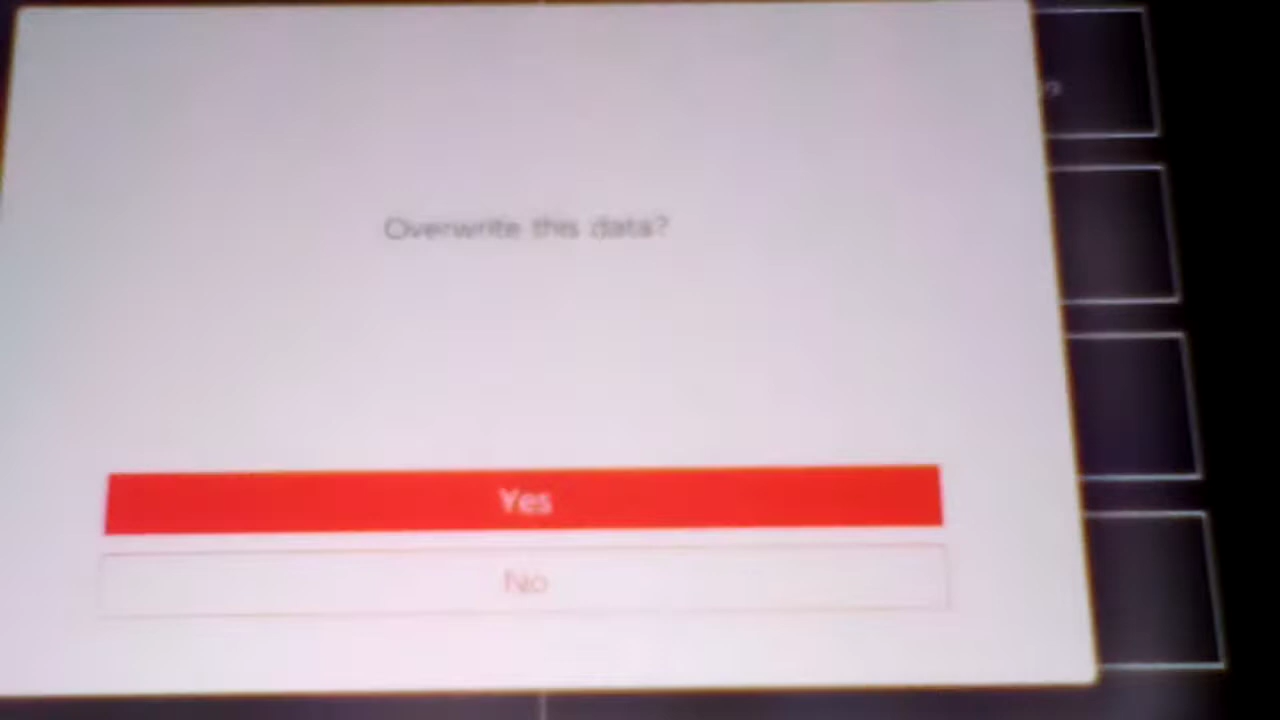 Overwrite this data?
Yes
No